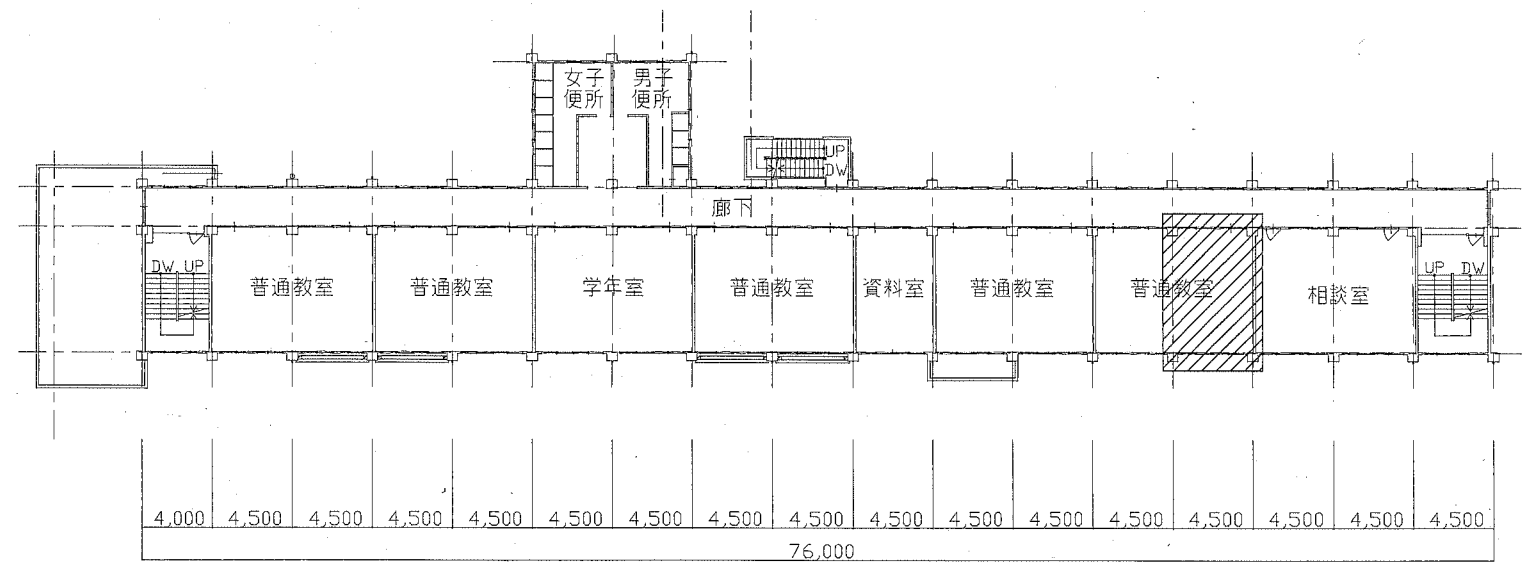 女子 男子
便所 便所
UP
DW
廊下
DW UP
普通教室 普通教室 学年室 普通教室 資料室 普通教室 普通教室 相談室
UP DW
4,000 4,500 4,500 4,500 4,500 4,500 4,500 4,500 4,500 4,500 4,500 4,500 4,500 4,500 4,500 4,500
76,000